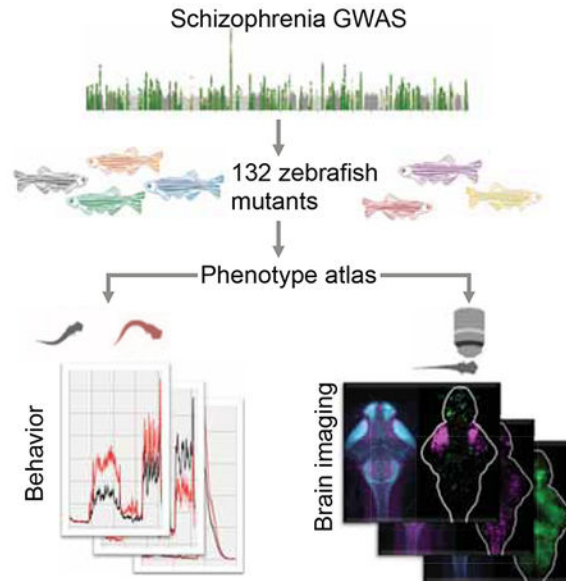 Schizophrenia GWAS
132 zebrafish
mutants
Phenotype atlas
Behavior
Brain imaging